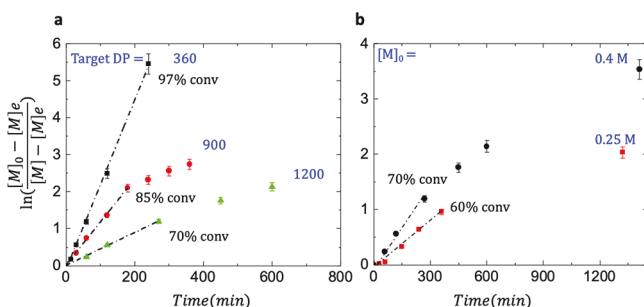 a
ln([M]0 − [M]e / [M] − [M]e)
6
5
4
3
2
1
0
Target DP = 360
97% conv
900
85% conv
1200
70% conv
0 200 400 600 800
Time(min)
b
4
3
2
1
0
[M]0 = 0.4 M
0.25 M
70% conv
60% conv
0 300 600 900 1200
Time(min)